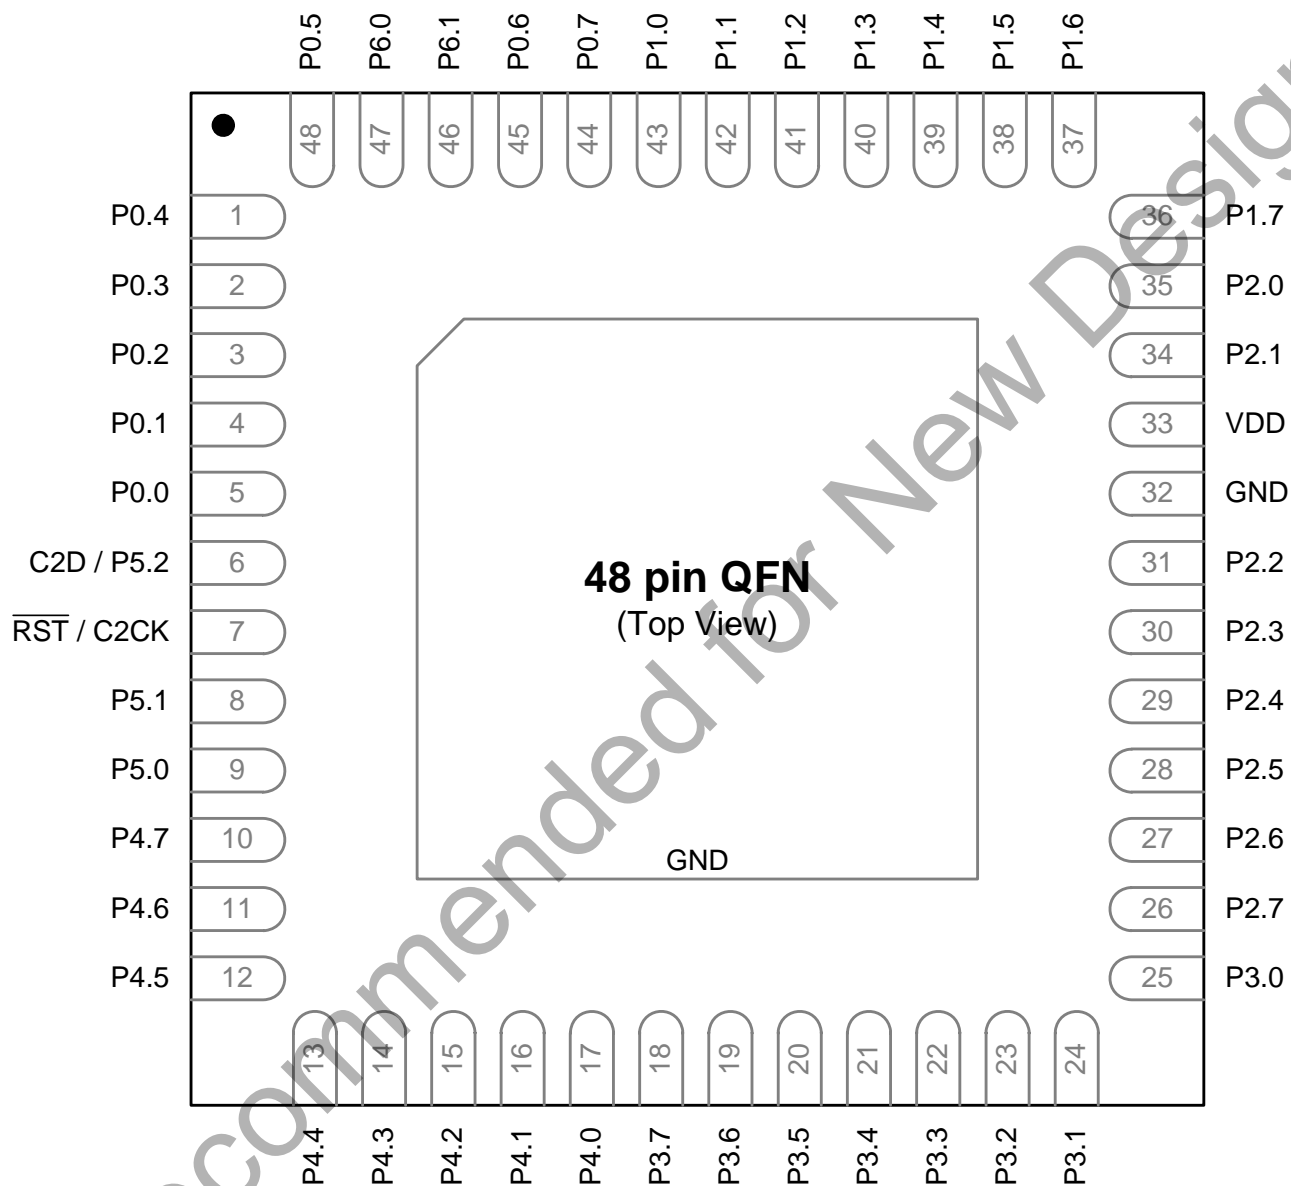 P0.5 P6.0 P6.1 P0.6 P0.7 P1.0 P1.1 P1.2 P1.3 P1.4 P1.5 P1.6
48 47 46 45 44 43 42 41 40 39 38 37
P0.4 1 36 P1.7
P0.3 2 35 P2.0
P0.2 3 34 P2.1
P0.1 4 33 VDD
P0.0 5 32 GND
C2D / P5.2 6 31 P2.2
48 pin QFN
(Top View)
RST / C2CK 7 30 P2.3
P5.1 8 29 P2.4
P5.0 9 28 P2.5
P4.7 10 27 P2.6
GND
P4.6 11 26 P2.7
P4.5 12 25 P3.0
13 14 15 16 17 18 19 20 21 22 23 24
P4.4 P4.3 P4.2 P4.1 P4.0 P3.7 P3.6 P3.5 P3.4 P3.3 P3.2 P3.1
for New